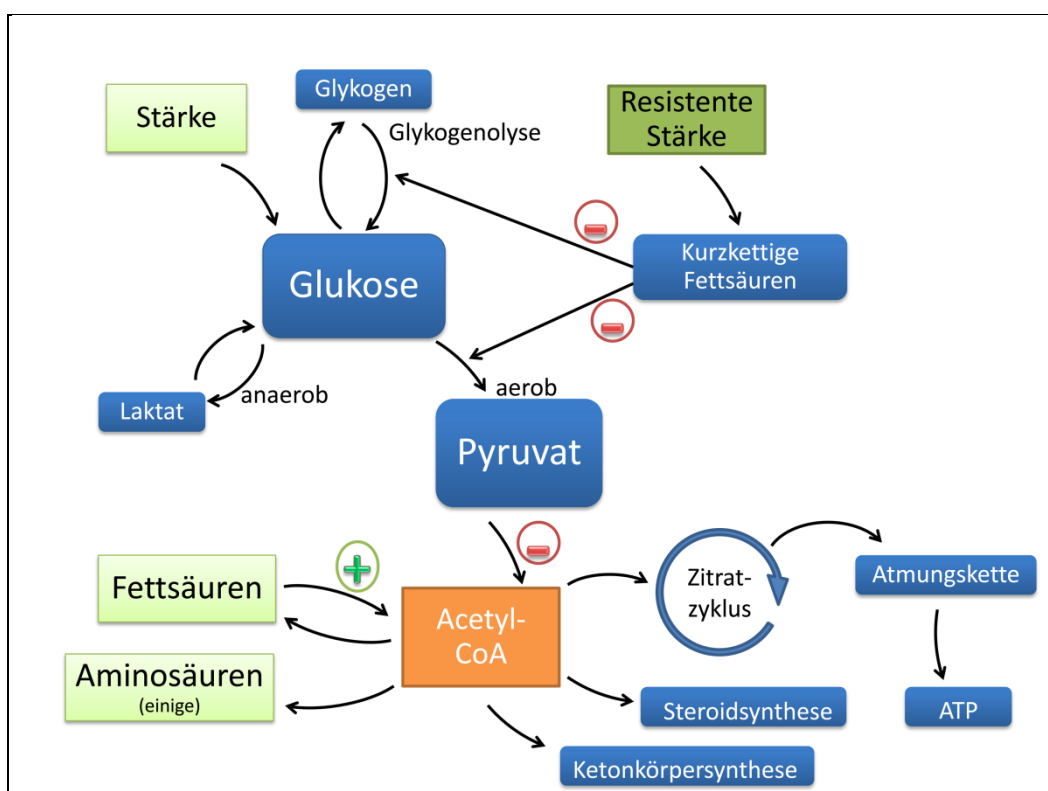 Glykogen
Stärke
Resistente
Stärke
Glykogenolyse
Kurzkettige
Fettsäuren
Glukose
anaerob
aerob
Laktat
Pyruvat
Fettsäuren
Acetyl-
CoA
Zitrat-
zyklus
Atmungskette
Aminosäuren
(einige)
Steroidsynthese
ATP
Ketonkörpersynthese